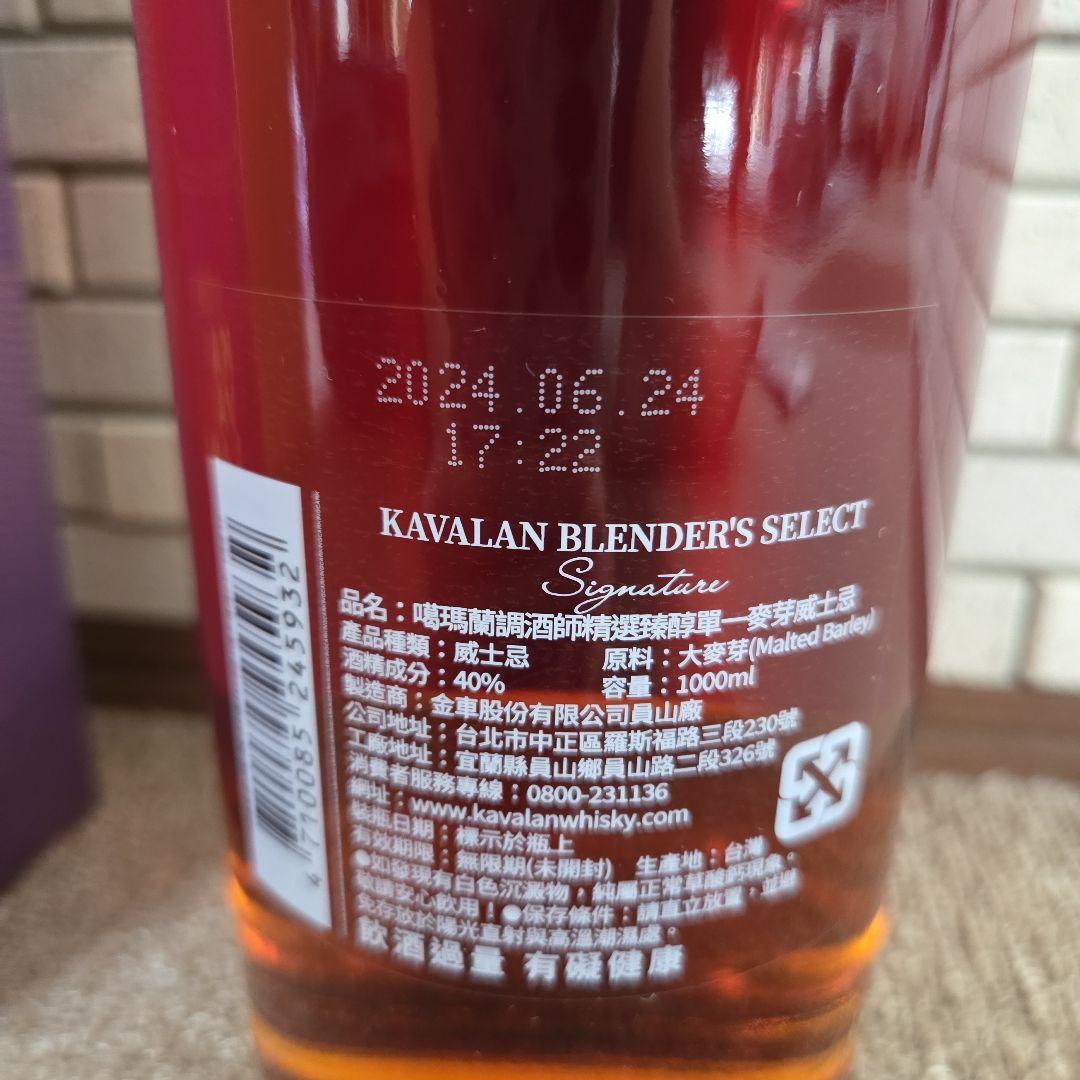 2024.06.24
17:22
KAVALAN BLENDER'S SELECT
Signature
品名：噶瑪蘭調酒師精選臻醇單一麥芽威士忌
產品種類：威士忌 原料：大麥芽(Malted Barley)
酒精成分：40% 容量：1000ml
製造商：金車股份有限公司員山廠
公司地址：台北市中正區羅斯福路三段230號
工廠地址：宜蘭縣員山鄉員山路二段326號
消費者服務專線：0800-231136
網址：www.kavalanwhisky.com
裝瓶日期：標示於瓶上
有效期限：無限期(未開封) 生產地：台灣
●如發現有白色沉澱物，純屬正常草酸鈣現象，
敬請安心飲用！●保存條件：請直立放置，並避
免存放於陽光直射與高溫潮濕處。
飲酒過量 有礙健康
4 710085 245932